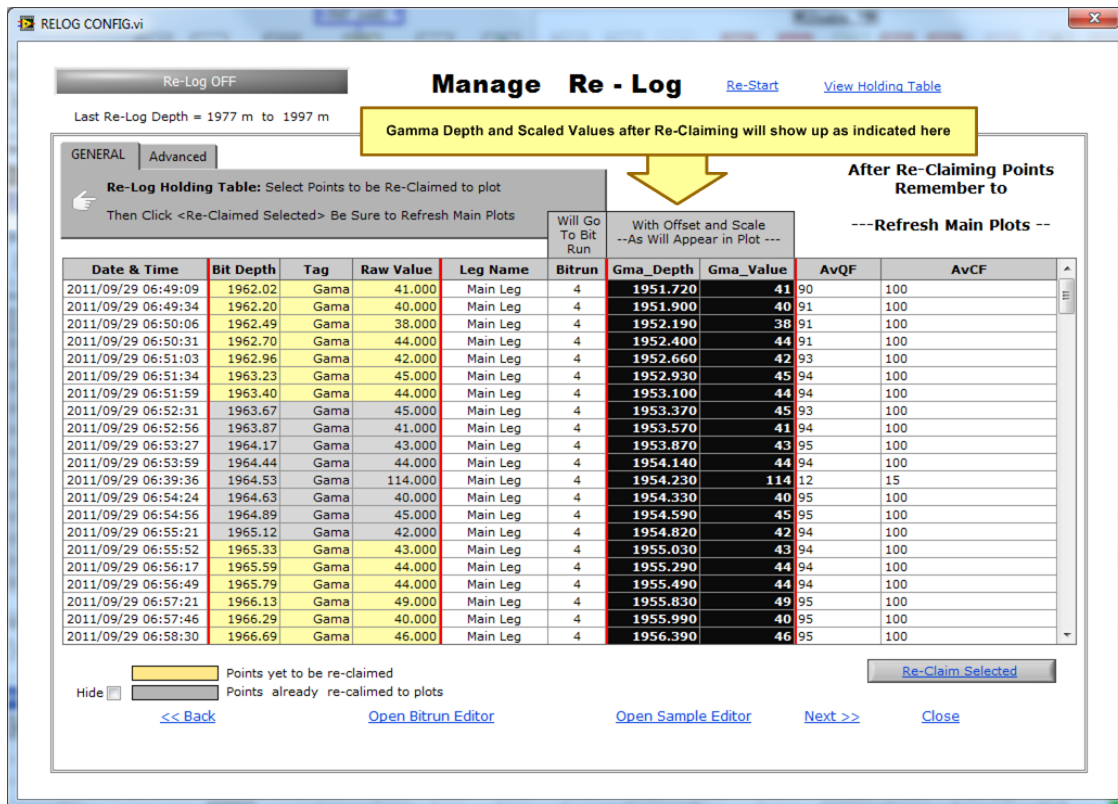 RELOG CONFIG.vi
Re-Log OFF
Manage Re - Log
Re-Start
View Holding Table
Last Re-Log Depth = 1977 m to 1997 m
Gamma Depth and Scaled Values after Re-Claiming will show up as indicated here
GENERAL
Advanced
Re-Log Holding Table: Select Points to be Re-Claimed to plot
Then Click <Re-Claimed Selected> Be Sure to Refresh Main Plots
After Re-Claiming Points
Remember to
---Refresh Main Plots --
Will Go
To Bit
Run
With Offset and Scale
--As Will Appear in Plot ---
Date & Time Bit Depth Tag Raw Value Leg Name Bitrun Gma_Depth Gma_Value AvQF AvCF
2011/09/29 06:49:09 1962.02 Gama 41.000 Main Leg 4 1951.720 41 90 100
2011/09/29 06:49:34 1962.20 Gama 40.000 Main Leg 4 1951.900 40 91 100
2011/09/29 06:50:06 1962.49 Gama 38.000 Main Leg 4 1952.190 38 91 100
2011/09/29 06:50:31 1962.70 Gama 44.000 Main Leg 4 1952.400 44 91 100
2011/09/29 06:51:03 1962.96 Gama 42.000 Main Leg 4 1952.660 42 93 100
2011/09/29 06:51:34 1963.23 Gama 45.000 Main Leg 4 1952.930 45 94 100
2011/09/29 06:51:59 1963.40 Gama 44.000 Main Leg 4 1953.100 44 94 100
2011/09/29 06:52:31 1963.67 Gama 45.000 Main Leg 4 1953.370 45 93 100
2011/09/29 06:52:56 1963.87 Gama 41.000 Main Leg 4 1953.570 41 94 100
2011/09/29 06:53:27 1964.17 Gama 43.000 Main Leg 4 1953.870 43 95 100
2011/09/29 06:53:59 1964.44 Gama 44.000 Main Leg 4 1954.140 44 94 100
2011/09/29 06:39:36 1964.53 Gama 114.000 Main Leg 4 1954.230 114 12 15
2011/09/29 06:54:24 1964.63 Gama 40.000 Main Leg 4 1954.330 40 95 100
2011/09/29 06:54:56 1964.89 Gama 45.000 Main Leg 4 1954.590 45 95 100
2011/09/29 06:55:21 1965.12 Gama 42.000 Main Leg 4 1954.820 42 94 100
2011/09/29 06:55:52 1965.33 Gama 43.000 Main Leg 4 1955.030 43 94 100
2011/09/29 06:56:17 1965.59 Gama 44.000 Main Leg 4 1955.290 44 94 100
2011/09/29 06:56:49 1965.79 Gama 44.000 Main Leg 4 1955.490 44 94 100
2011/09/29 06:57:21 1966.13 Gama 49.000 Main Leg 4 1955.830 49 95 100
2011/09/29 06:57:46 1966.29 Gama 40.000 Main Leg 4 1955.990 40 95 100
2011/09/29 06:58:30 1966.69 Gama 46.000 Main Leg 4 1956.390 46 95 100
Points yet to be re-claimed
Hide
Points already re-calimed to plots
Re-Claim Selected
<< Back
Open Bitrun Editor
Open Sample Editor
Next >>
Close